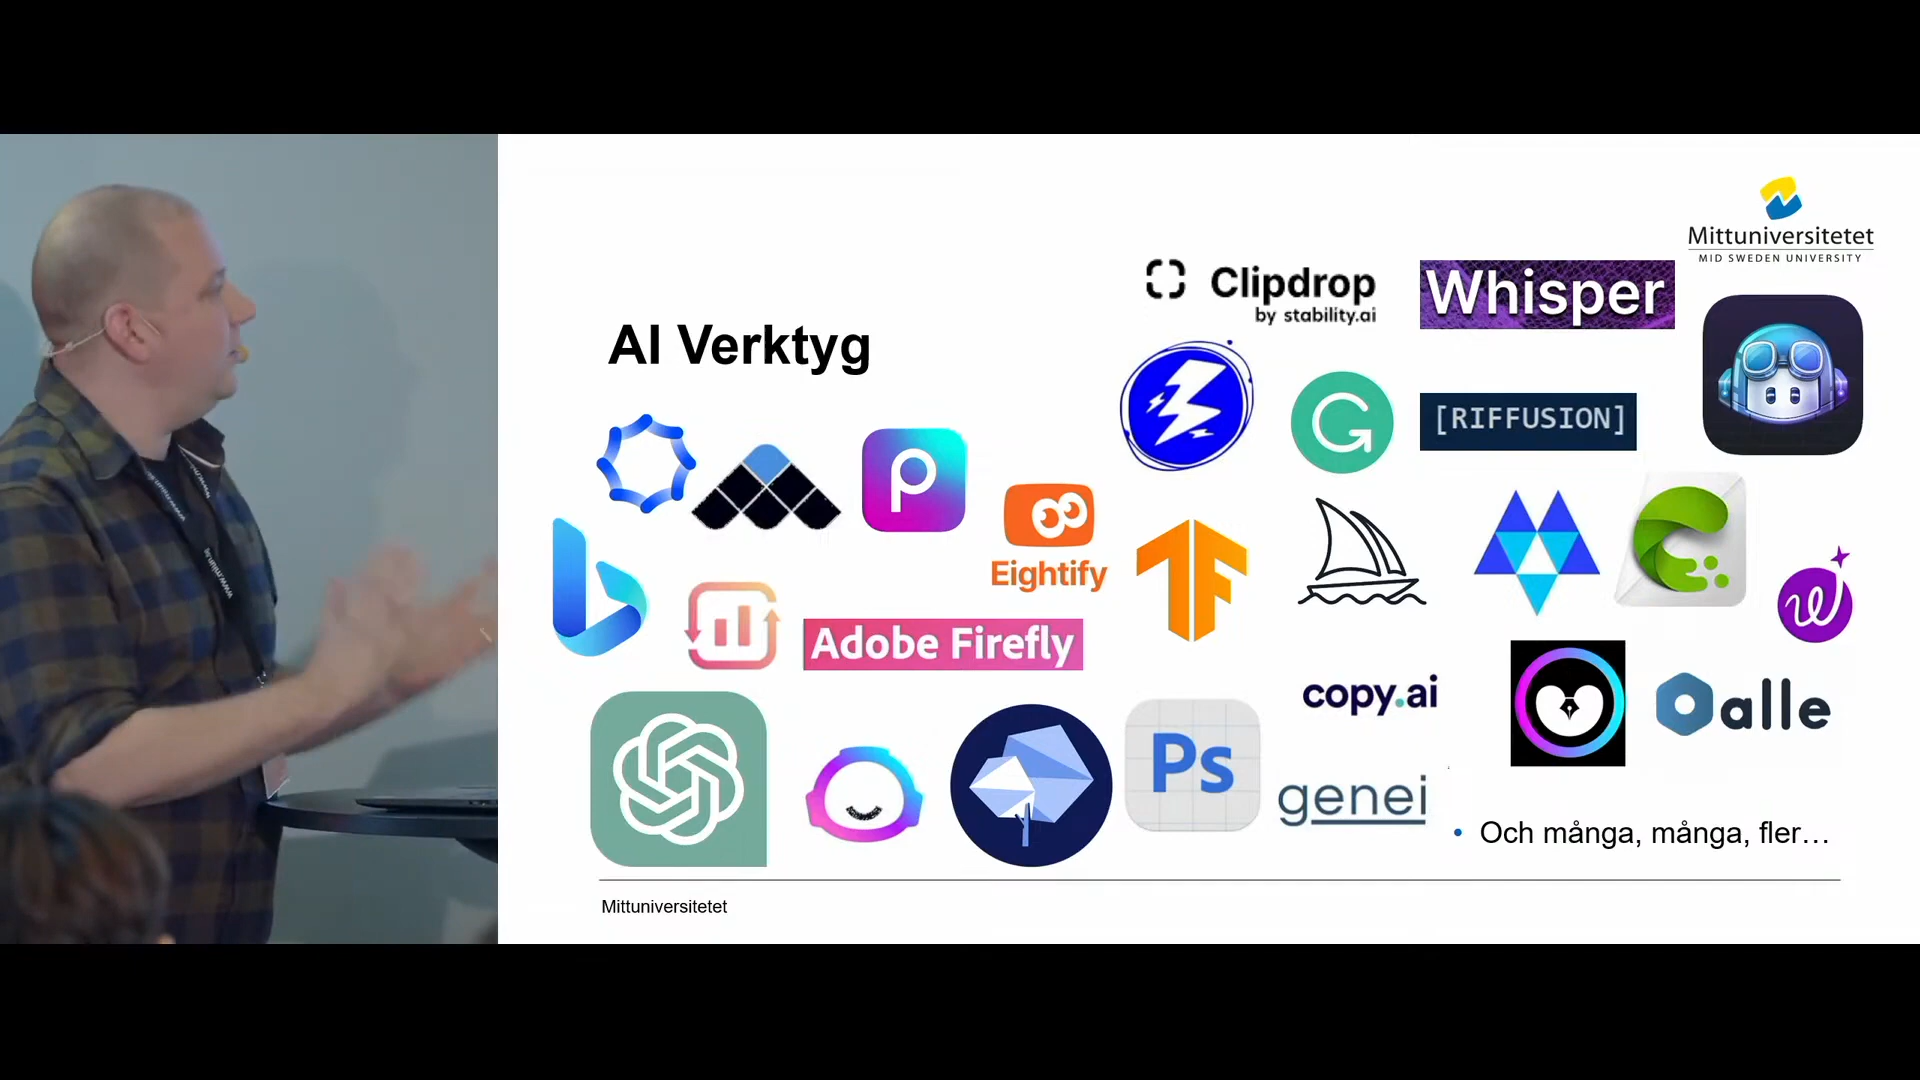 Mittuniversitetet
MID SWEDEN UNIVERSITY
Clipdrop
by stability.ai
Whisper
AI Verktyg
[RIFFUSION]
Eightify
Adobe Firefly
copy.ai
alle
Ps
genei
• Och många, många, fler…
Mittuniversitetet